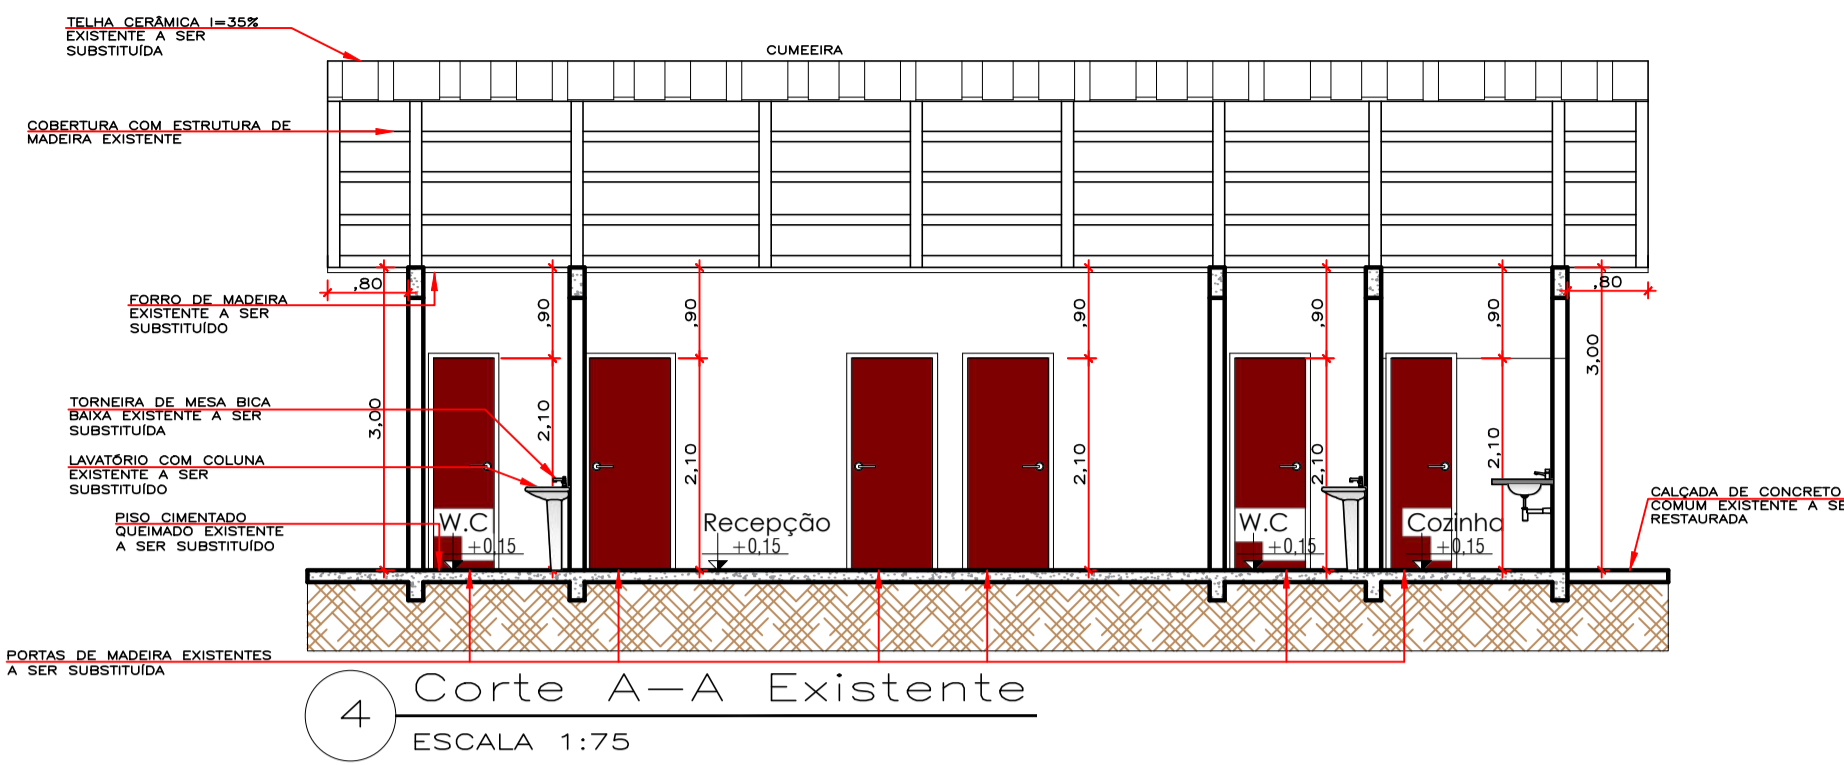 TELHA CERÂMICA I=35%
EXISTENTE A SER
SUBSTITUÍDA
CUMEEIRA
COBERTURA COM ESTRUTURA DE
MADEIRA EXISTENTE
,80
,80
FORRO DE MADEIRA
EXISTENTE A SER
SUBSTITUÍDO
,90
,90
,90
,90
,90
3,00
3,00
TORNEIRA DE MESA BICA
BAIXA EXISTENTE A SER
SUBSTITUÍDA
2,10
2,10
2,10
2,10
2,10
LAVATÓRIO COM COLUNA
EXISTENTE A SER
SUBSTITUÍDO
PISO CIMENTADO
QUEIMADO EXISTENTE
A SER SUBSTITUÍDO
W.C
+0,15
Recepção
+0,15
W.C
+0,15
Cozinha
+0,15
CALÇADA DE CONCRETO
COMUM EXISTENTE A SE
RESTAURADA
PORTAS DE MADEIRA EXISTENTES
A SER SUBSTITUÍDA
4
Corte A-A Existente
ESCALA 1:75